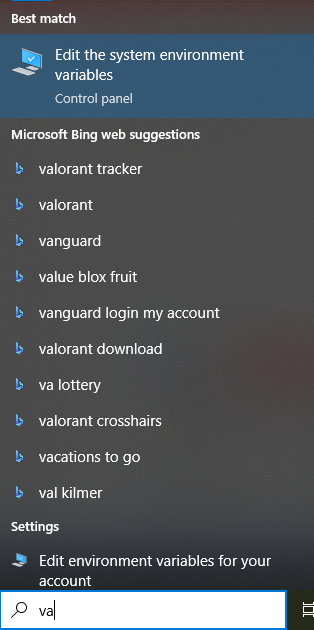 Best match
Edit the system environment
variables
Control panel
Microsoft Bing web suggestions
valorant tracker
valorant
vanguard
value blox fruit
vanguard login my account
valorant download
va lottery
valorant crosshairs
vacations to go
val kilmer
Settings
Edit environment variables for your
account
va